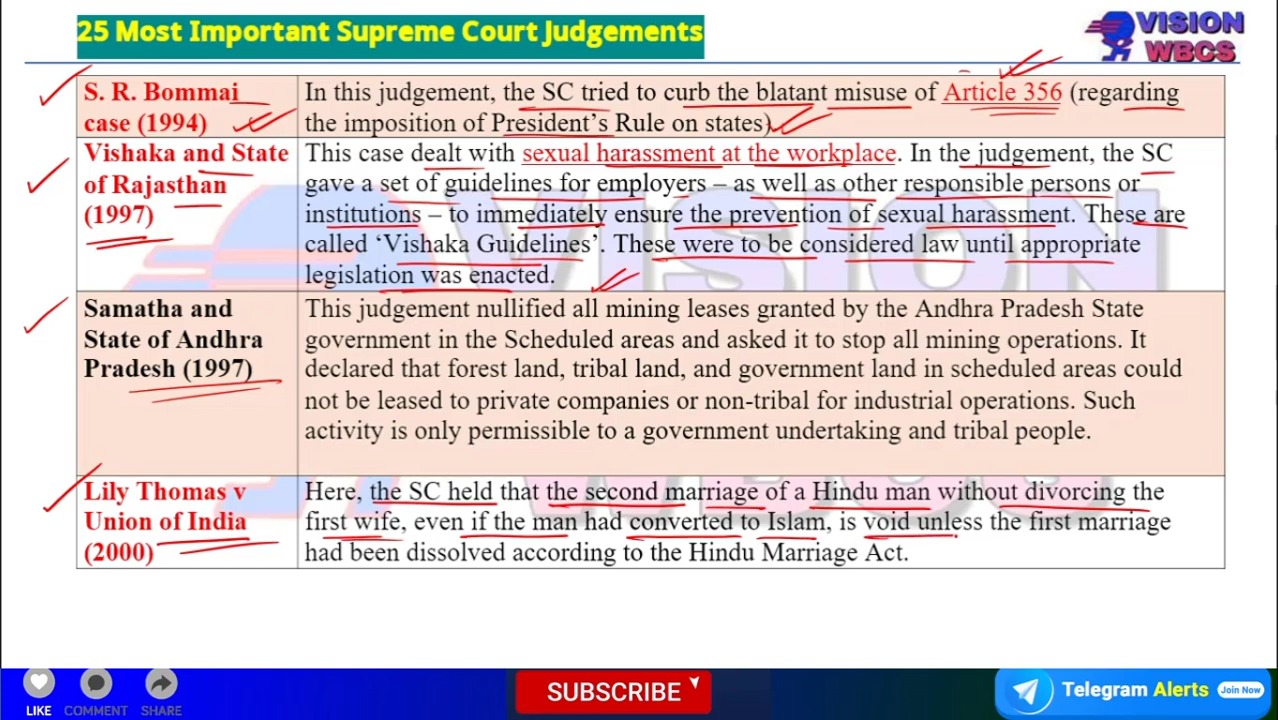 25 Most Important Supreme Court Judgements
VISION
WBCS
S. R. Bommai
case (1994)
In this judgement, the SC tried to curb the blatant misuse of Article 356 (regarding
the imposition of President's Rule on states)
Vishaka and State
of Rajasthan
(1997)
This case dealt with sexual harassment at the workplace. In the judgement, the SC
gave a set of guidelines for employers – as well as other responsible persons or
institutions – to immediately ensure the prevention of sexual harassment. These are
called ‘Vishaka Guidelines’. These were to be considered law until appropriate
legislation was enacted.
Samatha and
State of Andhra
Pradesh (1997)
This judgement nullified all mining leases granted by the Andhra Pradesh State
government in the Scheduled areas and asked it to stop all mining operations. It
declared that forest land, tribal land, and government land in scheduled areas could
not be leased to private companies or non-tribal for industrial operations. Such
activity is only permissible to a government undertaking and tribal people.
Lily Thomas v
Union of India
(2000)
Here, the SC held that the second marriage of a Hindu man without divorcing the
first wife, even if the man had converted to Islam, is void unless the first marriage
had been dissolved according to the Hindu Marriage Act.
VISION
WBCS
LIKE COMMENT SHARE
SUBSCRIBE
Telegram Alerts Join Now